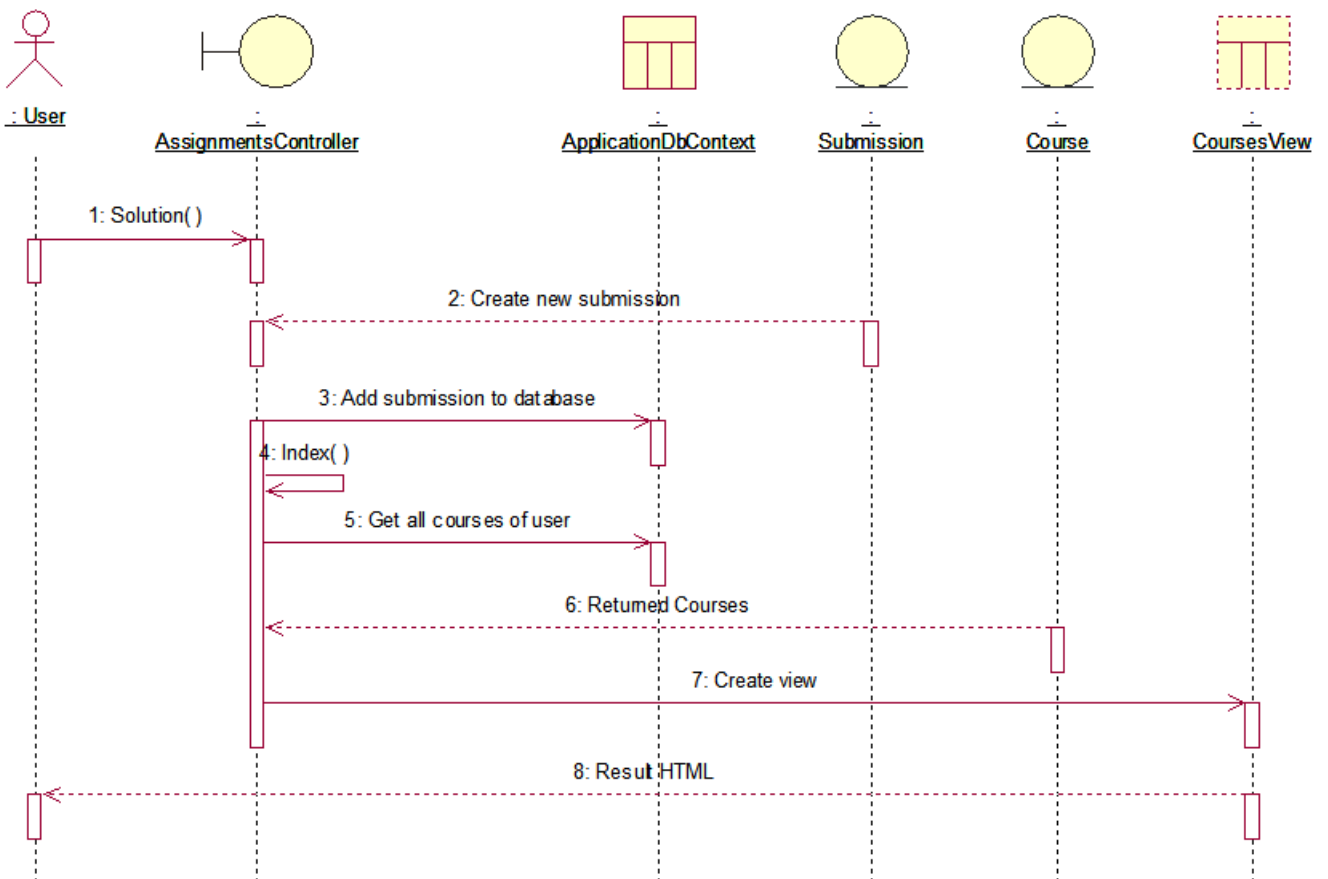 : User
:
AssignmentsController
:
ApplicationDbContext
:
Submission
:
Course
:
CoursesView
1: Solution( )
2: Create new submission
3: Add submission to database
4: Index( )
5: Get all courses of user
6: Returned Courses
7: Create view
8: Result HTML